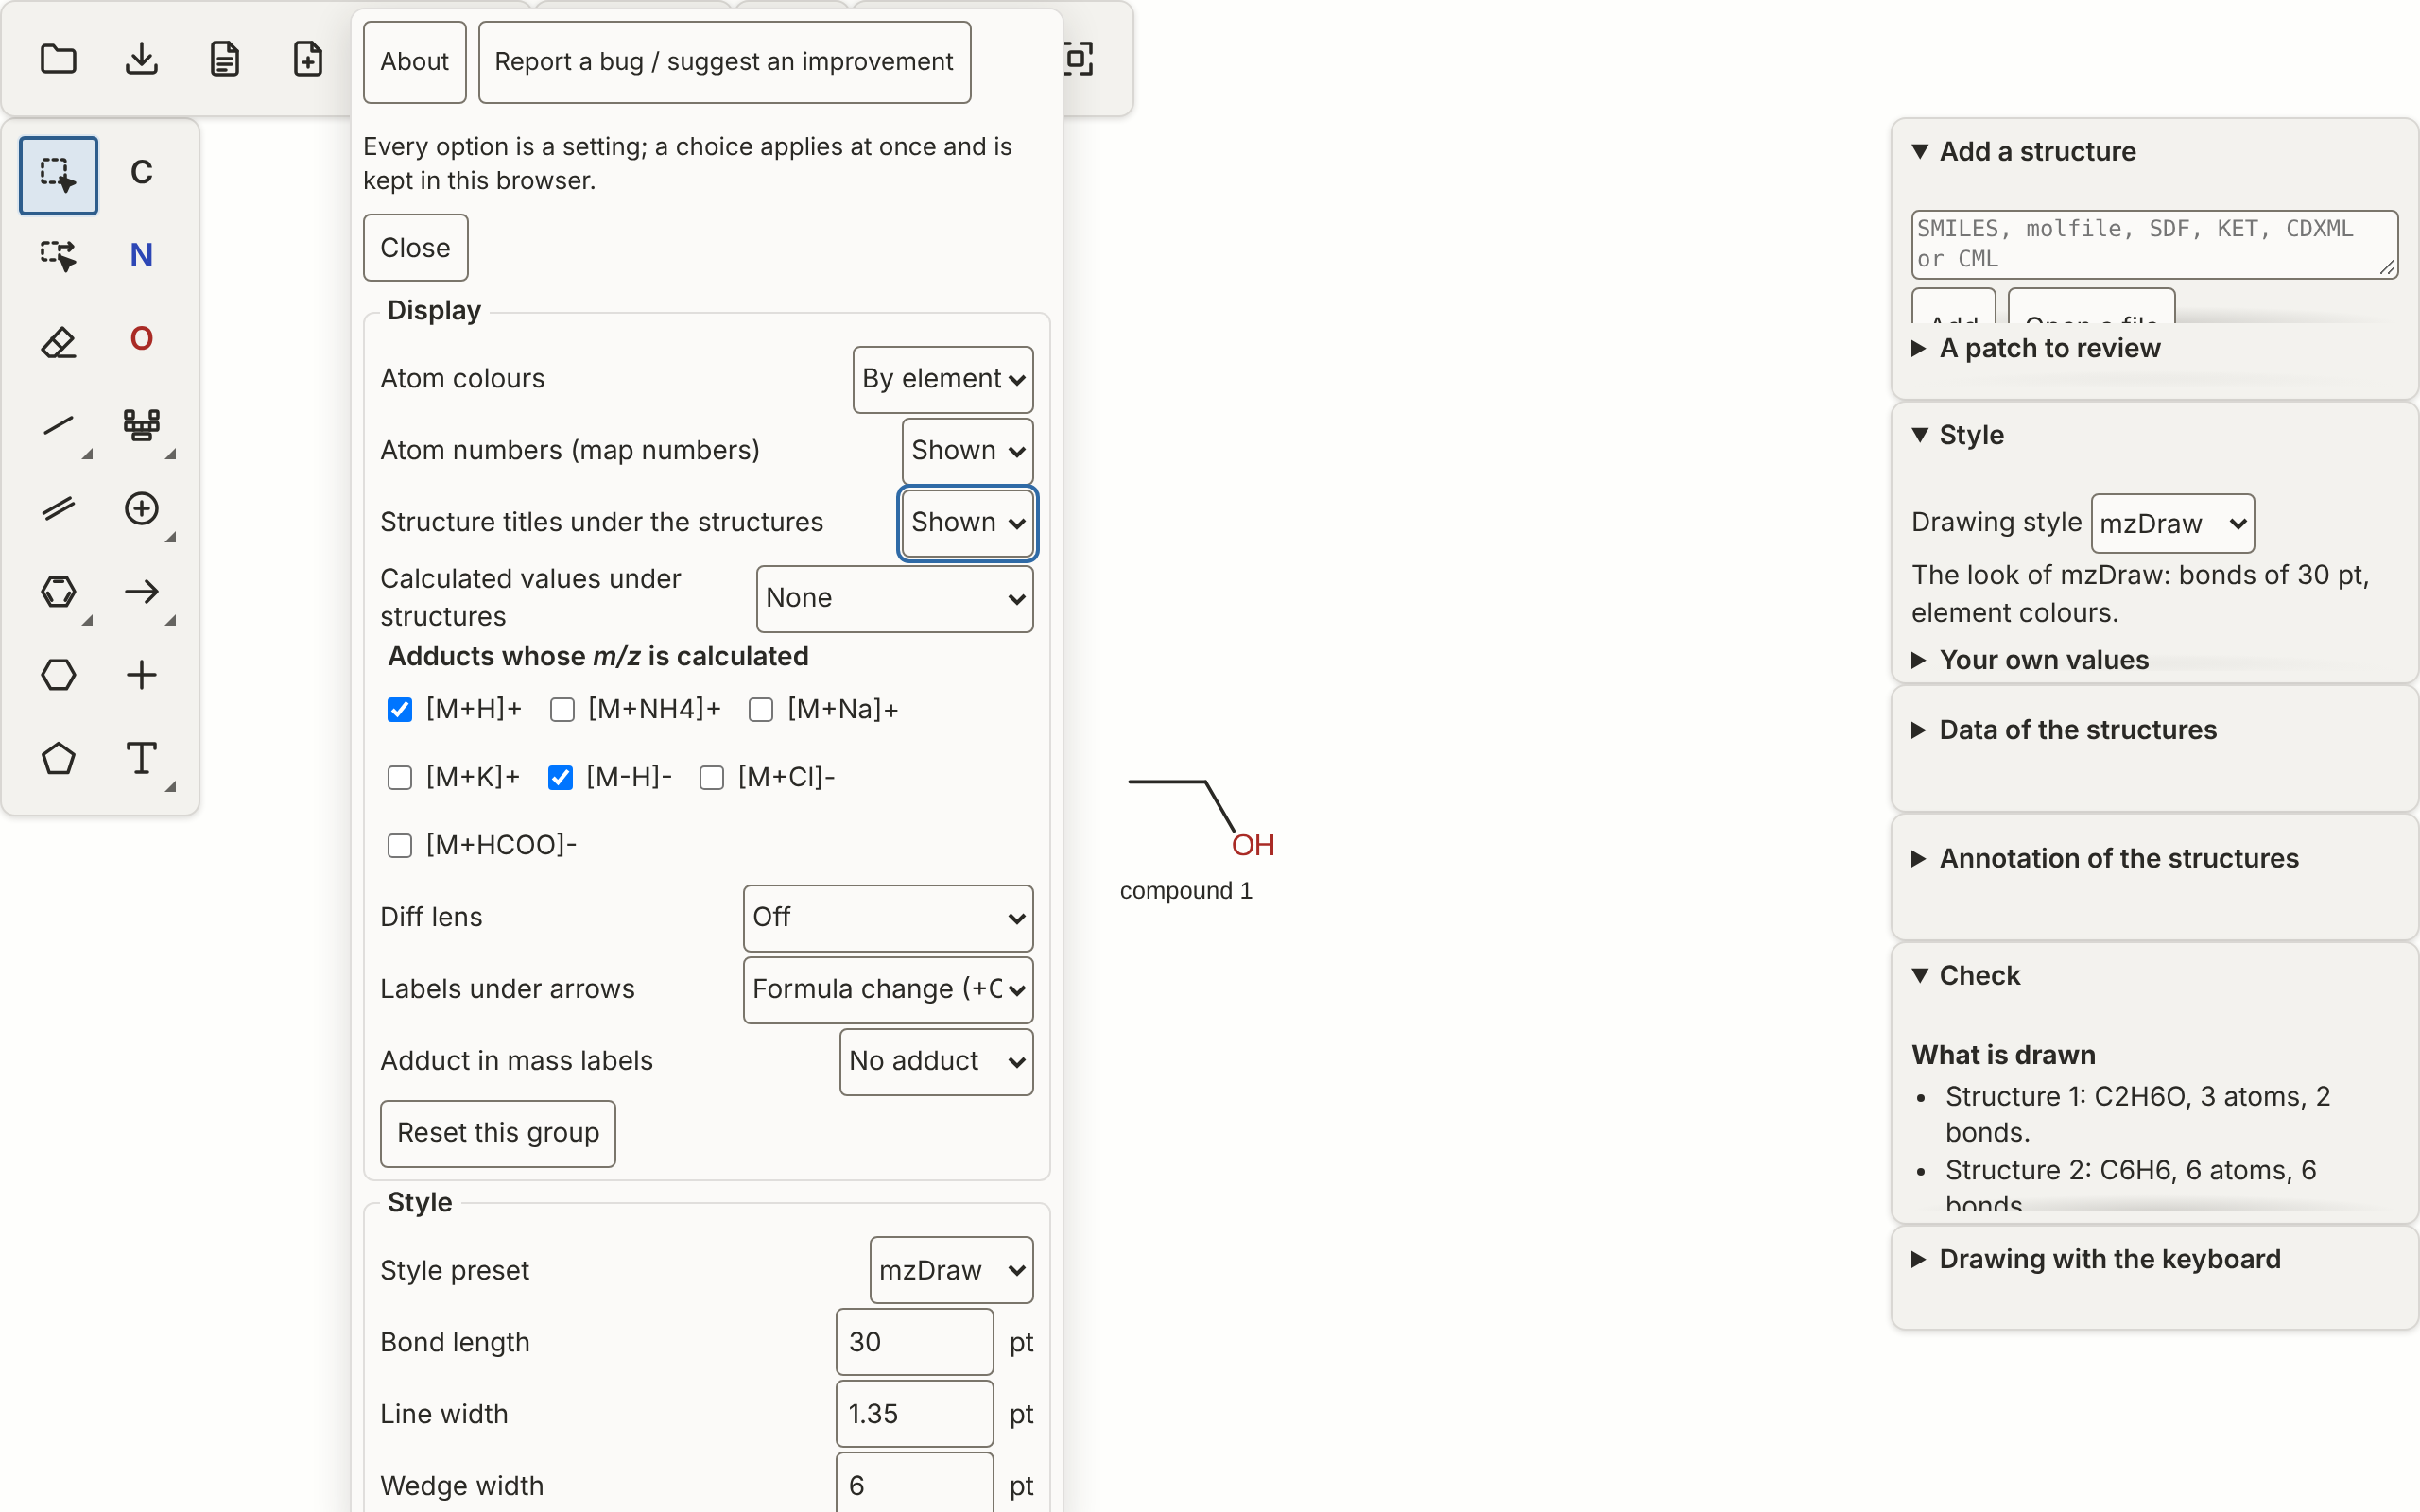 About
Report a bug / suggest an improvement
Every option is a setting; a choice applies at once and is
kept in this browser.
Close
Display
Atom colours
By element
Atom numbers (map numbers)
Shown
Structure titles under the structures
Shown
Calculated values under
structures
None
Adducts whose m/z is calculated
[M+H]+
[M+NH4]+
[M+Na]+
[M+K]+
[M-H]-
[M+Cl]-
[M+HCOO]-
Diff lens
Off
Labels under arrows
Formula change (+C
Adduct in mass labels
No adduct
Reset this group
Style
Style preset
mzDraw
Bond length
30
pt
Line width
1.35
pt
Wedge width
6
pt
C
N
O
T
OH
compound 1
Add a structure
SMILES, molfile, SDF, KET, CDXML
or CML
Add
Open a file
A patch to review
Style
Drawing style
mzDraw
The look of mzDraw: bonds of 30 pt,
element colours.
Your own values
Data of the structures
Annotation of the structures
Check
What is drawn
Structure 1: C2H6O, 3 atoms, 2
bonds.
Structure 2: C6H6, 6 atoms, 6
bonds
Drawing with the keyboard